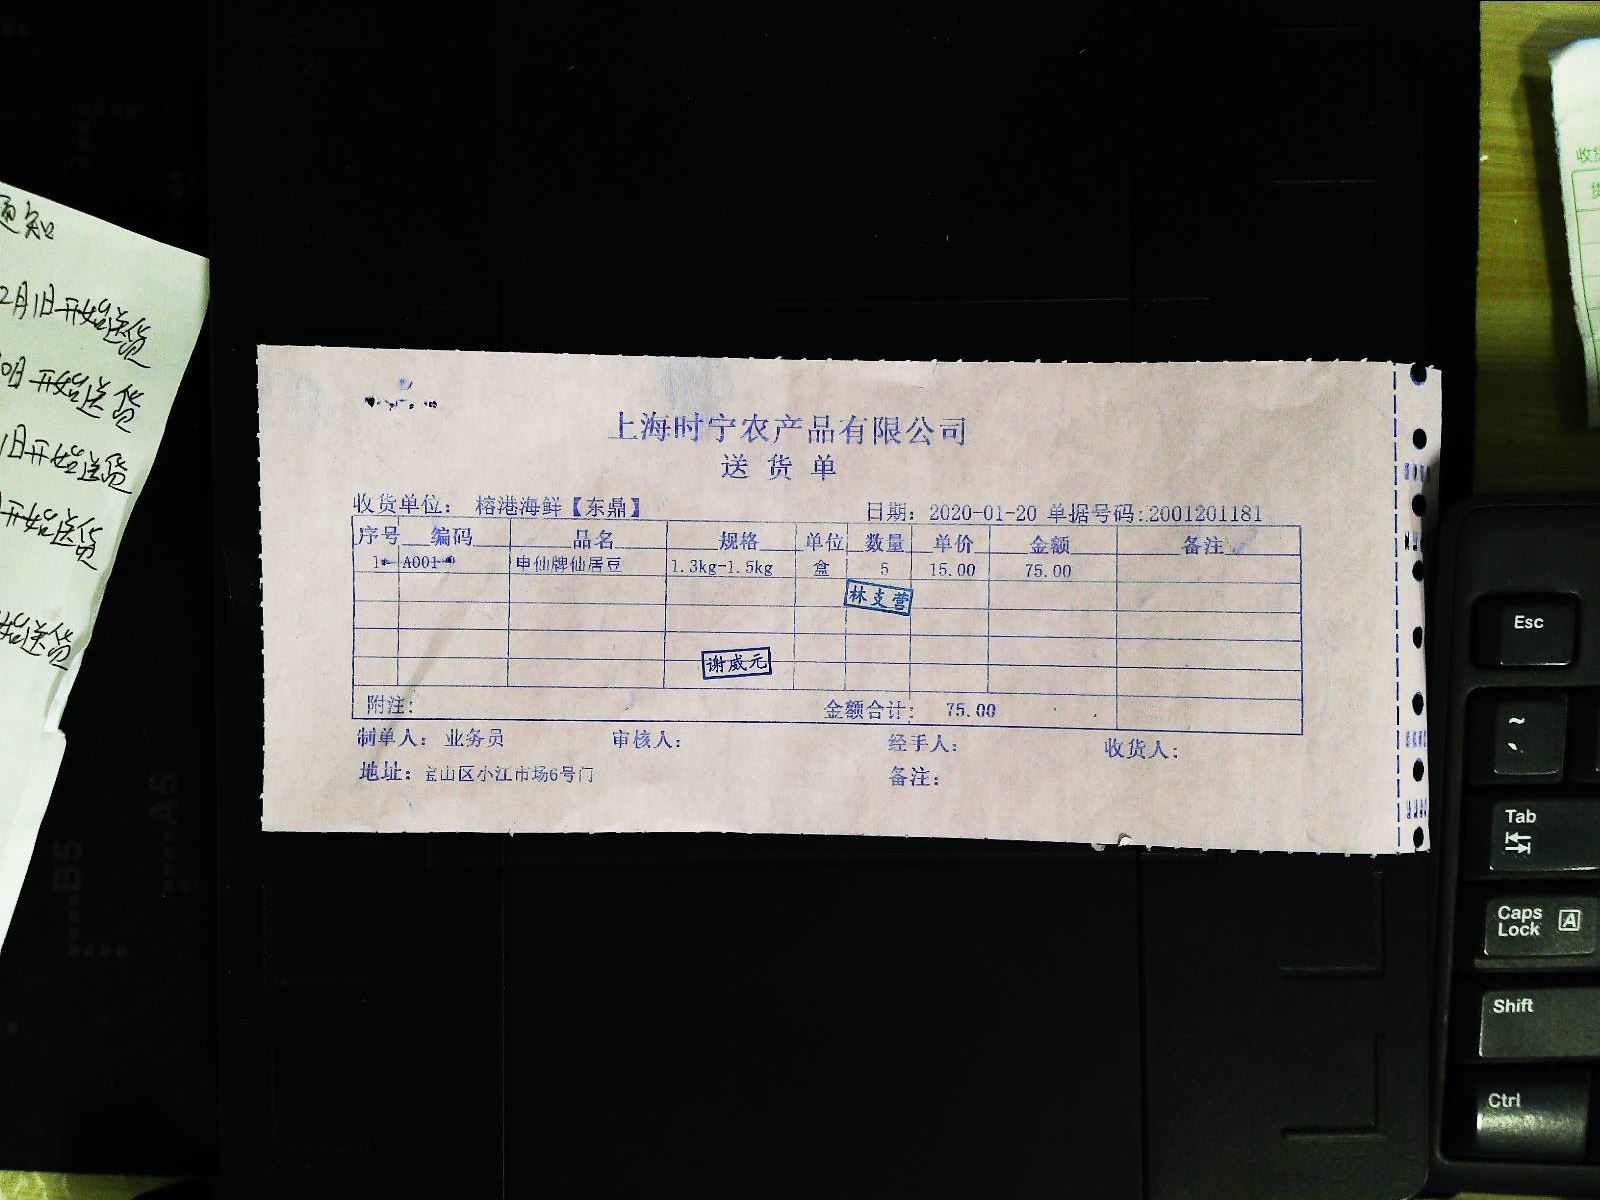 上海时宁农产品有限公司
送货单
收货单位： 榕港海鲜【东鼎】 日期：2020-01-20 单据号码:2001201181
序号 编码 品名 规格 单位 数量 单价 金额 备注
1 A001 申仙牌仙居豆 1.3kg-1.5kg 盒 5 15.00 75.00
林支营
谢威元
附注： 金额合计： 75.00
制单人： 业务员 审核人： 经手人： 收货人：
地址：宝山区小江市场6号门 备注：
通知
2月1日开始送货
开始送货
1日开始送货
开始送货
始送货
收货
Esc
~
Tab
Caps Lock A
Shift
Ctrl
B5
A5